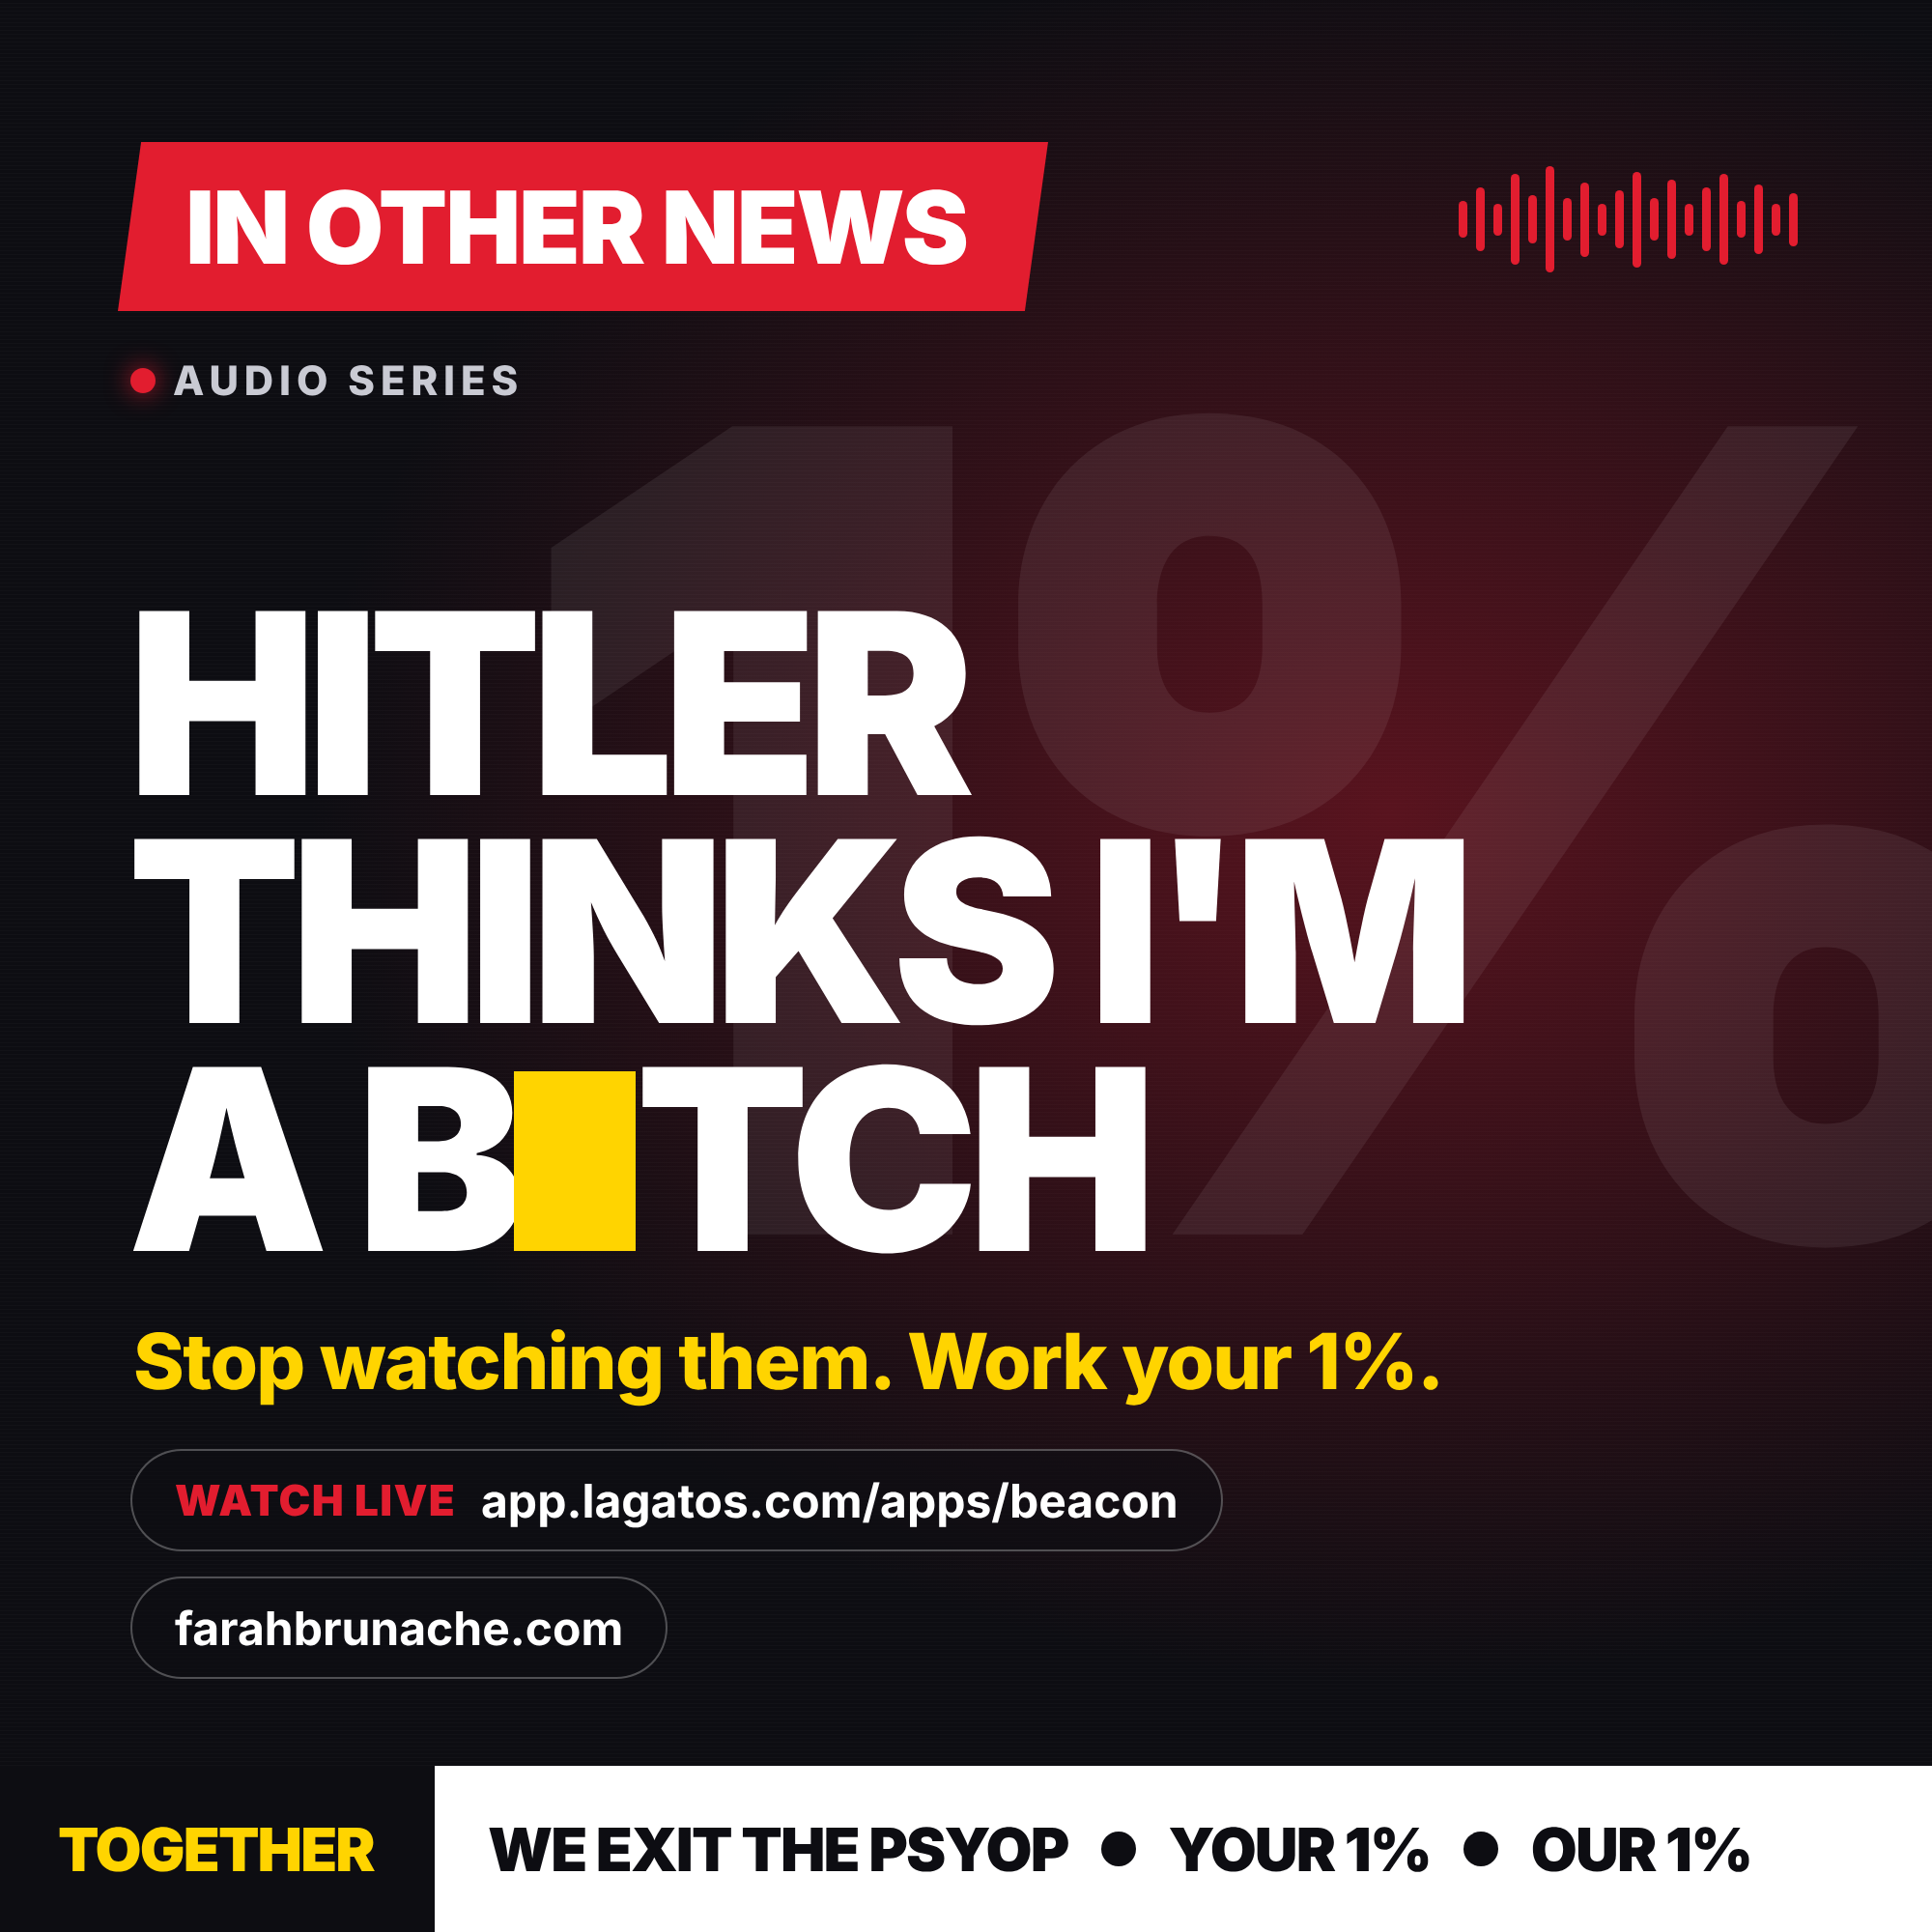 IN OTHER NEWS
AUDIO SERIES
1%
HITLER
THINKS I'M
A B TCH
Stop watching them. Work your 1%.
WATCH LIVE app.lagatos.com/apps/beacon
farahbrunache.com
TOGETHER WE EXIT THE PSYOP ● YOUR 1% ● OUR 1%